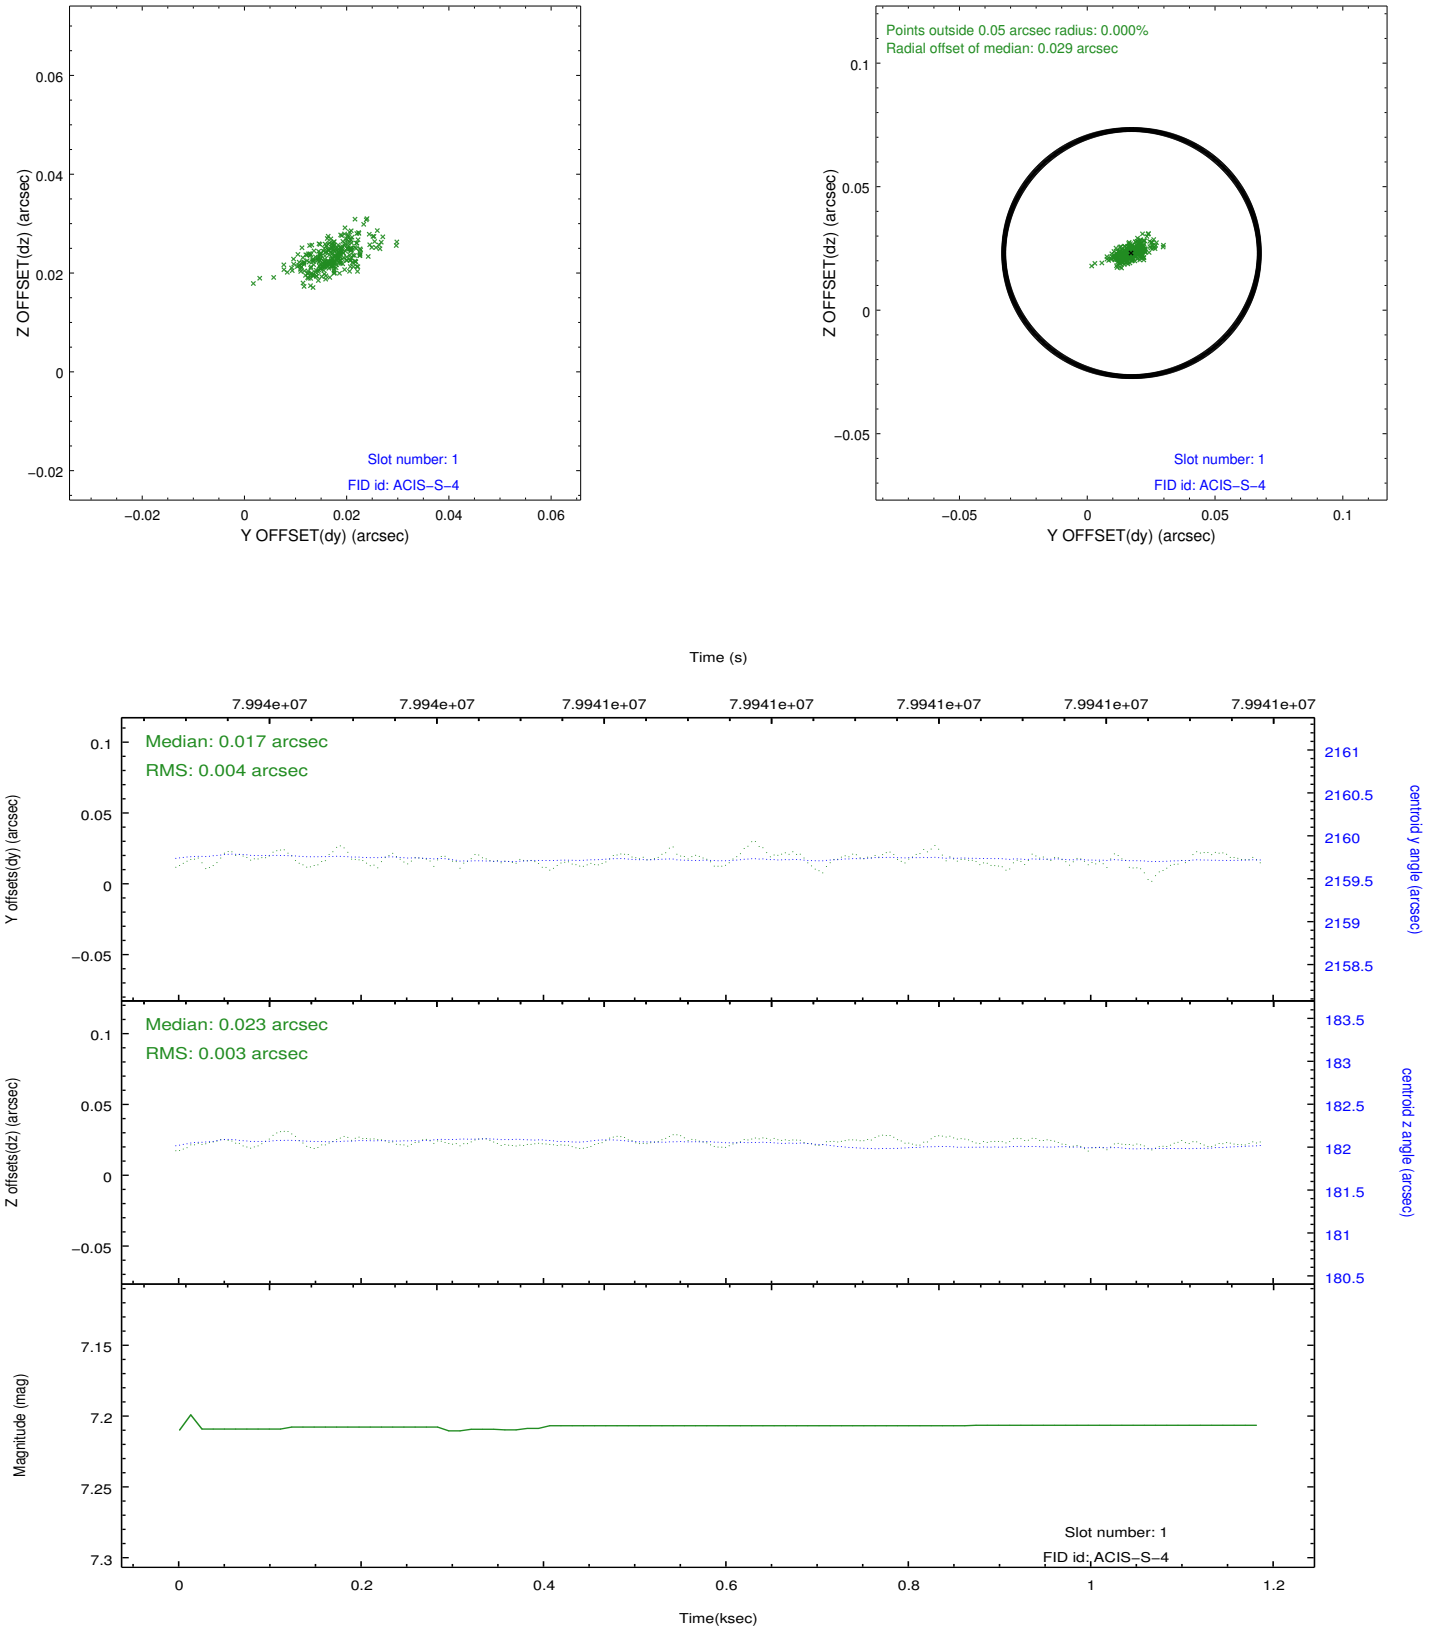 0.06
0.04
0.02
0
−0.02
Z OFFSET(dz) (arcsec)
Slot number: 1
FID id: ACIS−S−4
−0.02 0 0.02 0.04 0.06
Y OFFSET(dy) (arcsec)
Points outside 0.05 arcsec radius: 0.000%
Radial offset of median: 0.029 arcsec
0.1
0.05
0
−0.05
Z OFFSET(dz) (arcsec)
Slot number: 1
FID id: ACIS−S−4
−0.05 0 0.05 0.1
Y OFFSET(dy) (arcsec)
Time (s)
7.994e+07 7.994e+07 7.9941e+07 7.9941e+07 7.9941e+07 7.9941e+07 7.9941e+07
Median: 0.017 arcsec
RMS: 0.004 arcsec
0.1
0.05
0
−0.05
Y offsets(dy) (arcsec)
2161
2160.5
2160
2159.5
2159
2158.5
centroid y angle (arcsec)
Median: 0.023 arcsec
RMS: 0.003 arcsec
0.1
0.05
0
−0.05
Z offsets(dz) (arcsec)
183.5
183
182.5
182
181.5
181
180.5
centroid z angle (arcsec)
7.15
7.2
7.25
7.3
Magnitude (mag)
Slot number: 1
FID id: ACIS−S−4
0 0.2 0.4 0.6 0.8 1 1.2
Time(ksec)